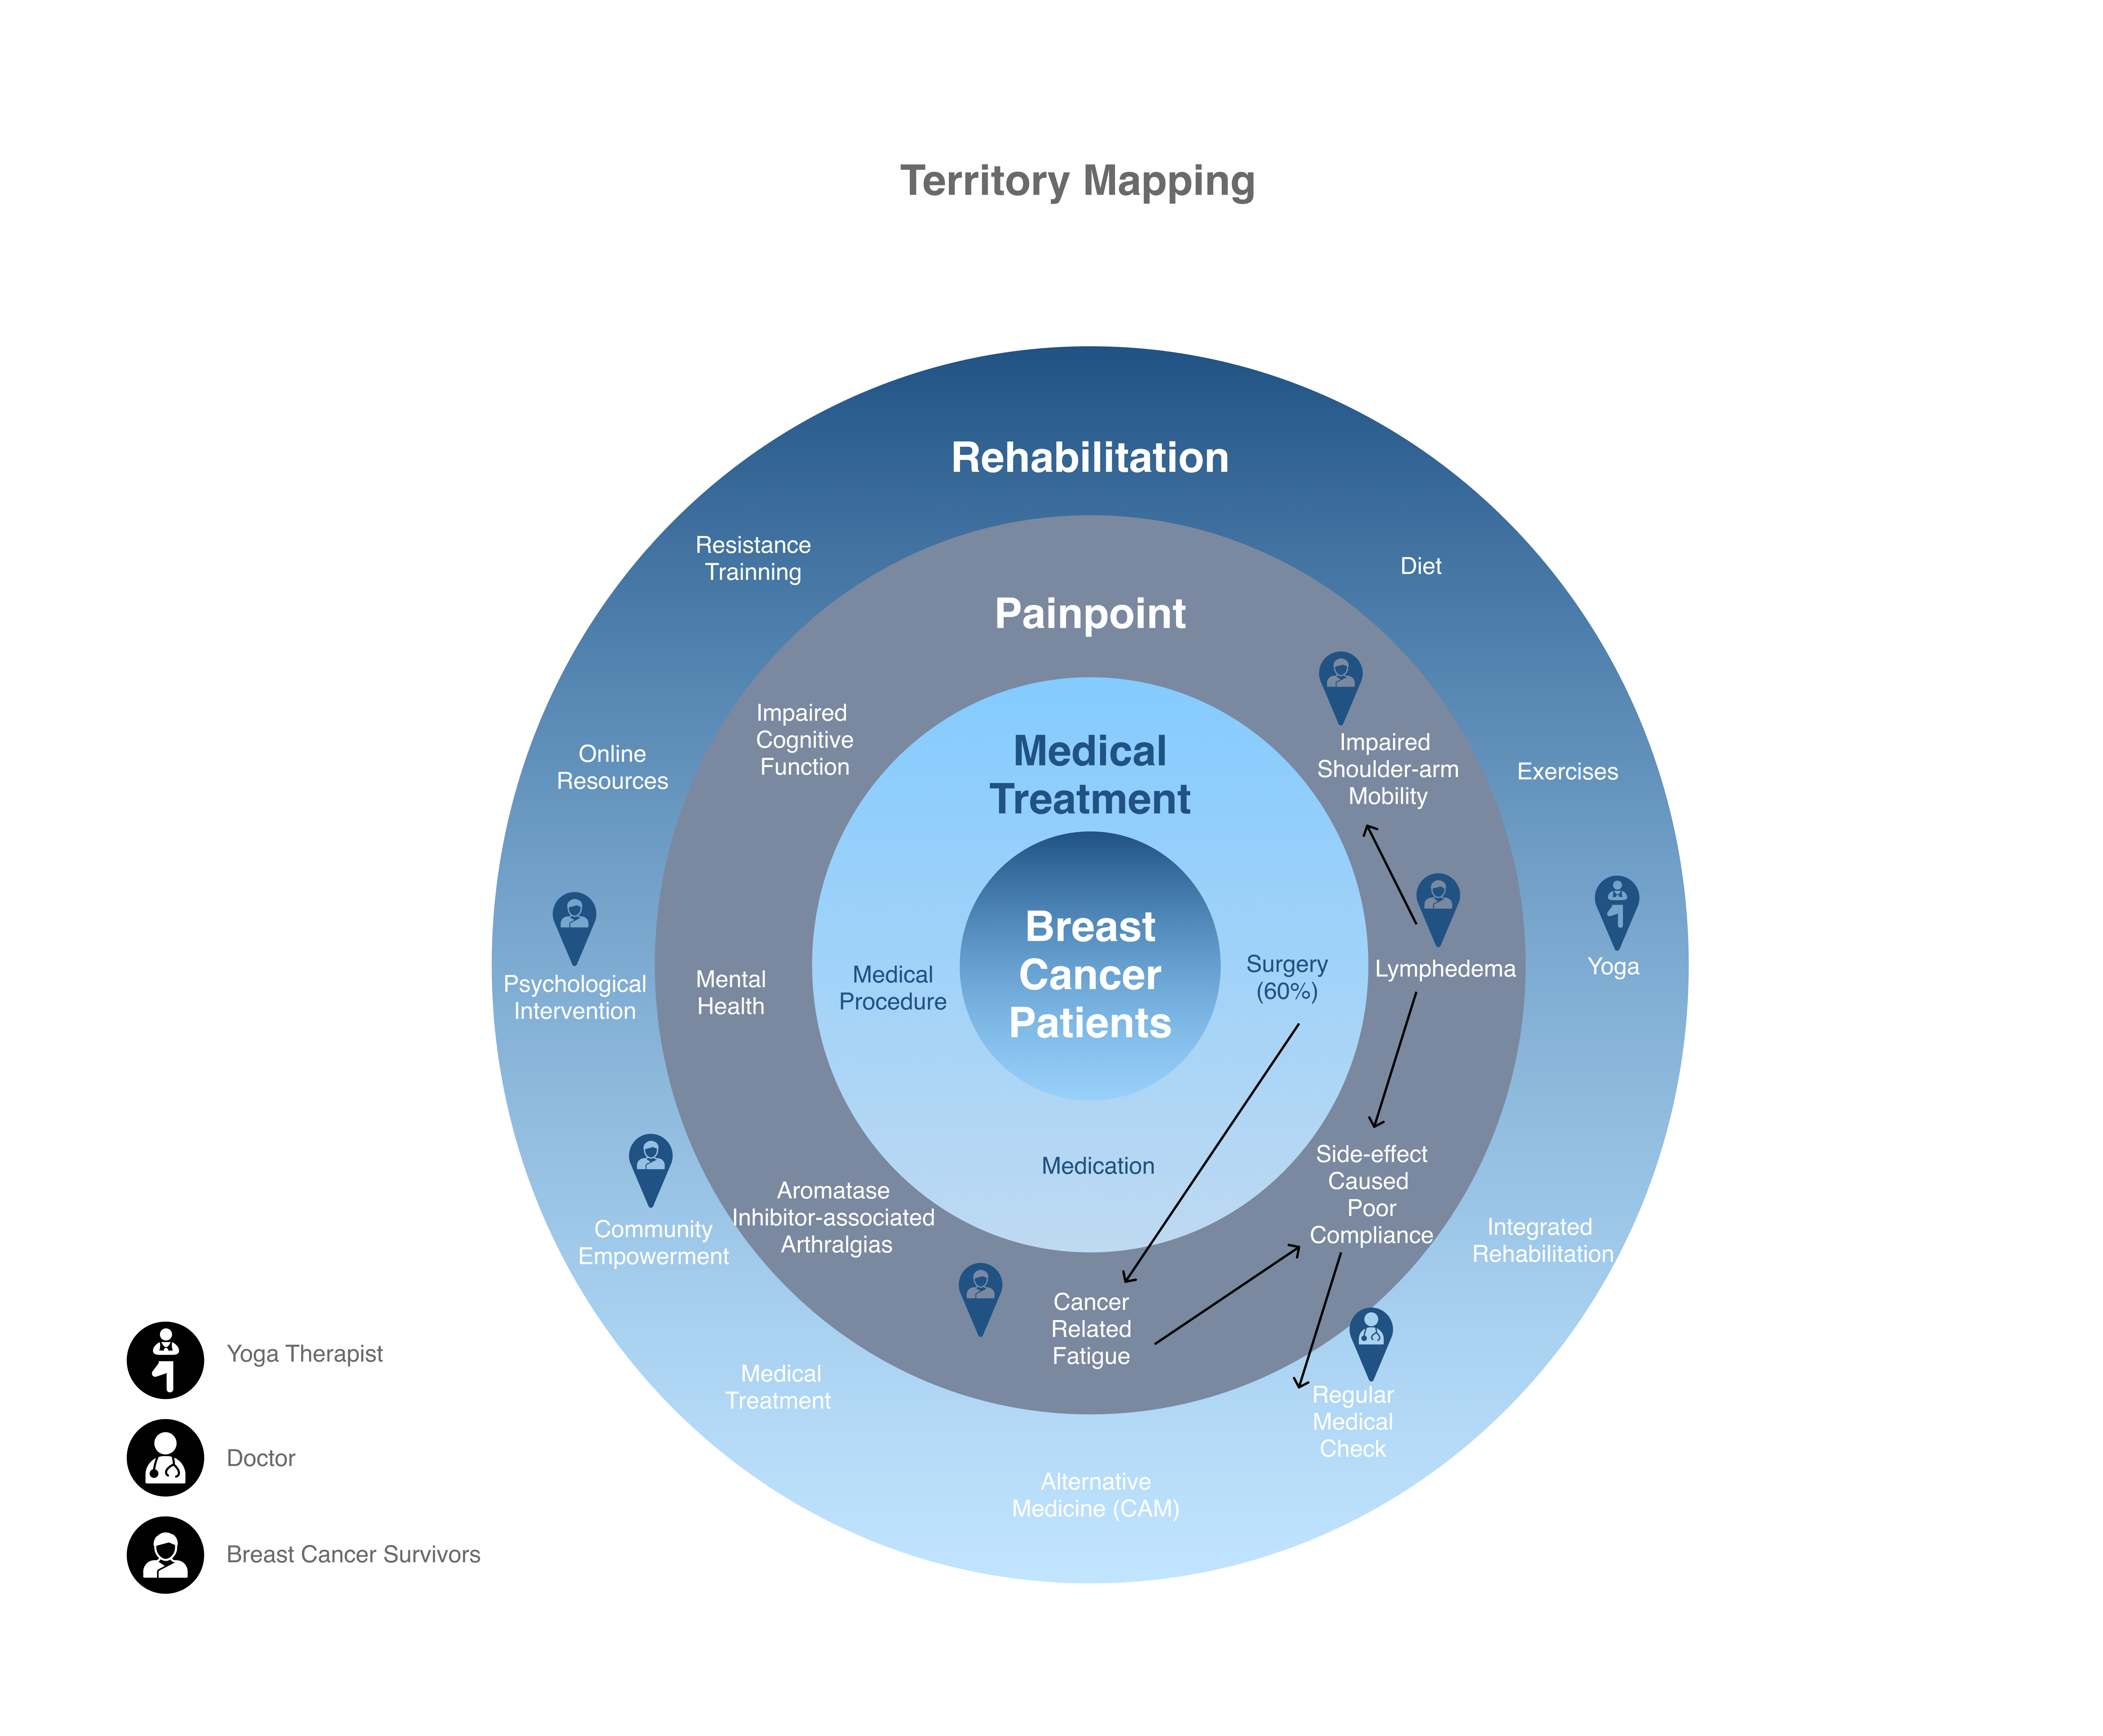 Territory Mapping
Rehabilitation
Resistance
Trainning
Diet
Painpoint
Impaired
Cognitive
Function
Medical
Treatment
Impaired
Shoulder-arm
Mobility
Online
Resources
Exercises
Psychological
Intervention
Mental
Health
Medical
Procedure
Breast
Cancer
Patients
Surgery
(60%)
Lymphedema
Yoga
Medication
Side-effect
Caused
Poor
Compliance
Aromatase
Inhibitor-associated
Arthralgias
Community
Empowerment
Integrated
Rehabilitation
Cancer
Related
Fatigue
Medical
Treatment
Regular
Medical
Check
Alternative
Medicine (CAM)
Yoga Therapist
Doctor
Breast Cancer Survivors